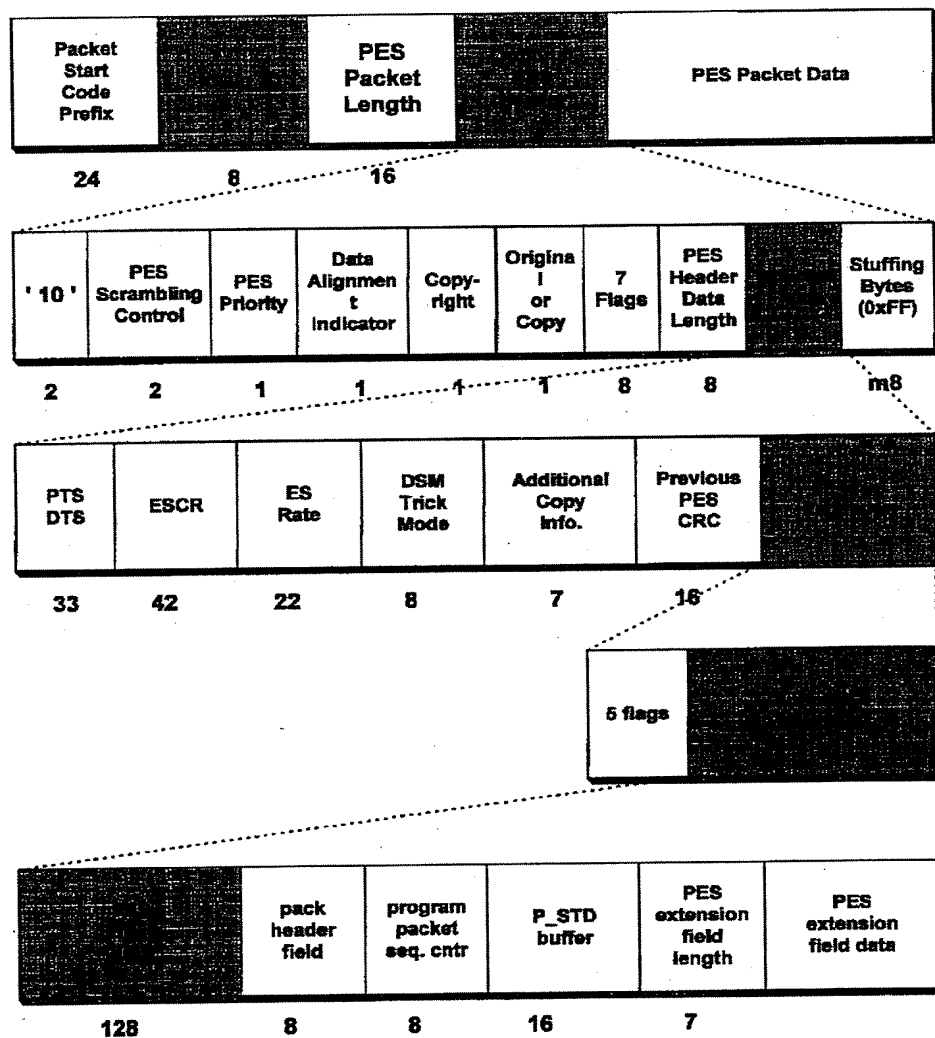 Packet
Start
Code
Prefix
PES
Packet
Length
PES Packet Data
24
8
16
' 10 '
PES
Scrambling
Control
PES
Priority
Data
Alignmen
t
Indicator
Copy-
right
Origina
l
or
Copy
7
Flags
PES
Header
Data
Length
Stuffing
Bytes
(0xFF)
2
2
1
1
1
1
8
8
m8
PTS
DTS
ESCR
ES
Rate
DSM
Trick
Mode
Additional
Copy
Info.
Previous
PES
CRC
33
42
22
8
7
16
5 flags
pack
header
field
program
packet
seq. cntr
P_STD
buffer
PES
extension
field
length
PES
extension
field data
128
8
8
16
7